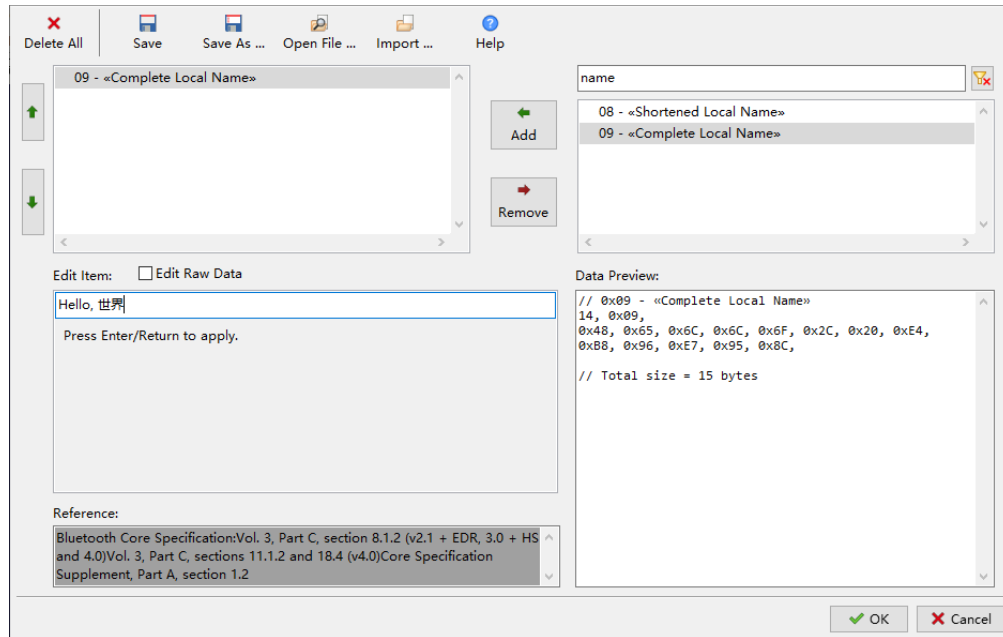 Delete All
Save
Save As ...
Open File ...
Import ...
Help
09 - «Complete Local Name»
Add
Remove
name
08 - «Shortened Local Name»
09 - «Complete Local Name»
Edit Item:
Edit Raw Data
Hello, 世界
Press Enter/Return to apply.
Reference:
Bluetooth Core Specification:Vol. 3, Part C, section 8.1.2 (v2.1 + EDR, 3.0 + HS
and 4.0)Vol. 3, Part C, sections 11.1.2 and 18.4 (v4.0)Core Specification
Supplement, Part A, section 1.2
Data Preview:
// 0x09 - «Complete Local Name»
14, 0x09,
0x48, 0x65, 0x6C, 0x6C, 0x6F, 0x2C, 0x20, 0xE4,
0xB8, 0x96, 0xE7, 0x95, 0x8C,
// Total size = 15 bytes
OK
Cancel